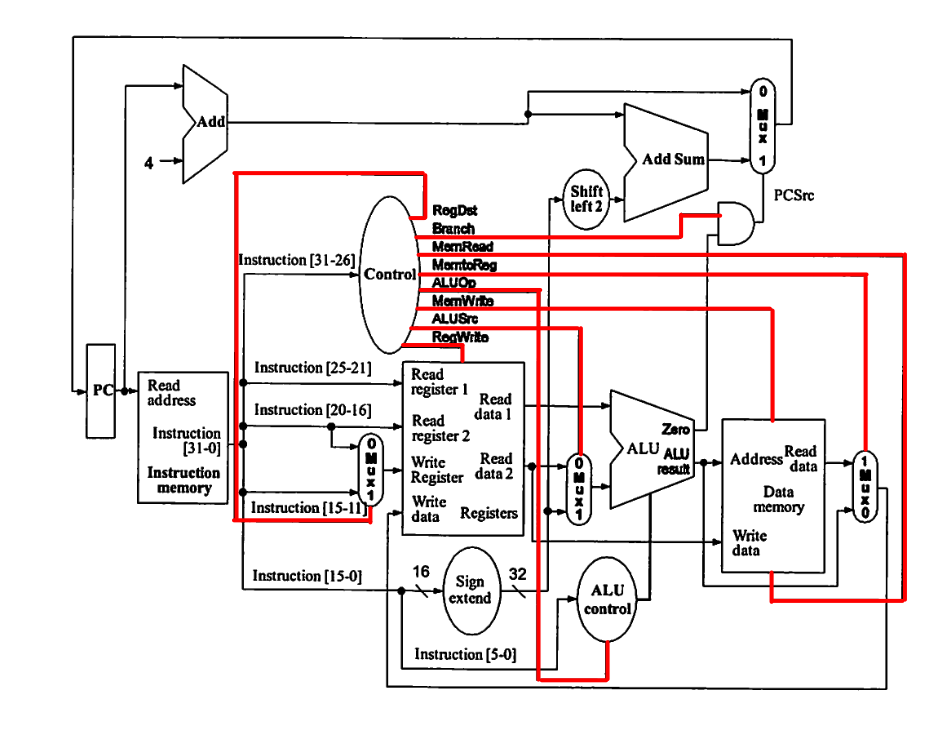 Add
4
0
Mux
1
Add Sum
Shift
left 2
PCSrc
RegDst
Branch
MemRead
MemtoReg
ALUOp
MemWrite
ALUSrc
RegWrite
Control
Instruction [31-26]
PC
Read
address
Instruction
[31-0]
Instruction
memory
Instruction [25-21]
Instruction [20-16]
0
Mux
1
Instruction [15-11]
Read
register 1
Read
register 2
Write
Register
Write
data
Read
data 1
Read
data 2
Registers
0
Mux
1
Zero
ALU
ALU
result
Address
Read
data
Data
memory
Write
data
1
Mux
0
Instruction [15-0]
16
Sign
extend
32
ALU
control
Instruction [5-0]